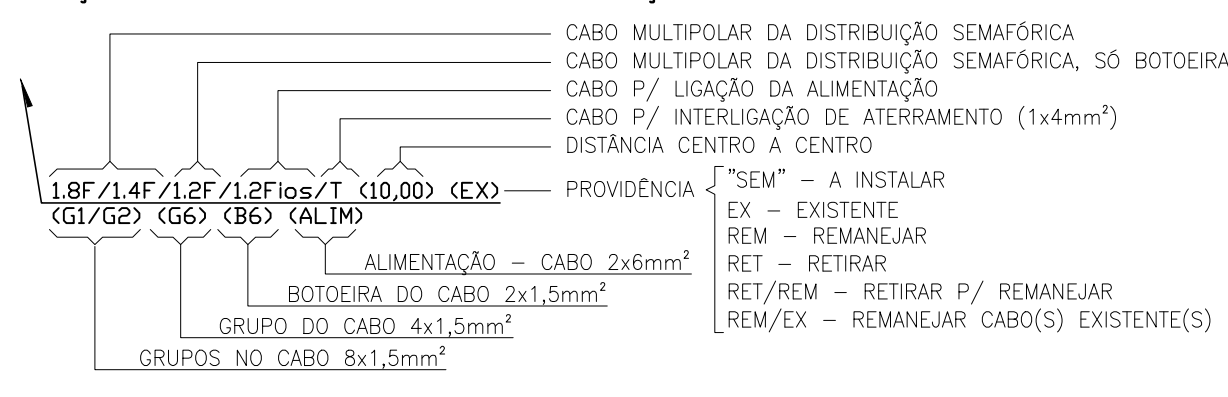 CABO MULTIPOLAR DA DISTRIBUIÇÃO SEMAFÓRICA
CABO MULTIPOLAR DA DISTRIBUIÇÃO SEMAFÓRICA, SÓ BOTOEIRA
CABO P/ LIGAÇÃO DA ALIMENTAÇÃO
CABO P/ INTERLIGAÇÃO DE ATERRAMENTO (1x4mm²)
DISTÂNCIA CENTRO A CENTRO
1.8F/1.4F/1.2F/1.2Fios/T (10,00) (EX)
PROVIDÊNCIA
"SEM" – A INSTALAR
EX – EXISTENTE
REM – REMANEJAR
RET – RETIRAR
RET/REM – RETIRAR P/ REMANEJAR
REM/EX – REMANEJAR CABO(S) EXISTENTE(S)
(G1/G2) (G6) (B6) (ALIM)
ALIMENTAÇÃO – CABO 2x6mm²
BOTOEIRA DO CABO 2x1,5mm²
GRUPO DO CABO 4x1,5mm²
GRUPOS NO CABO 8x1,5mm²